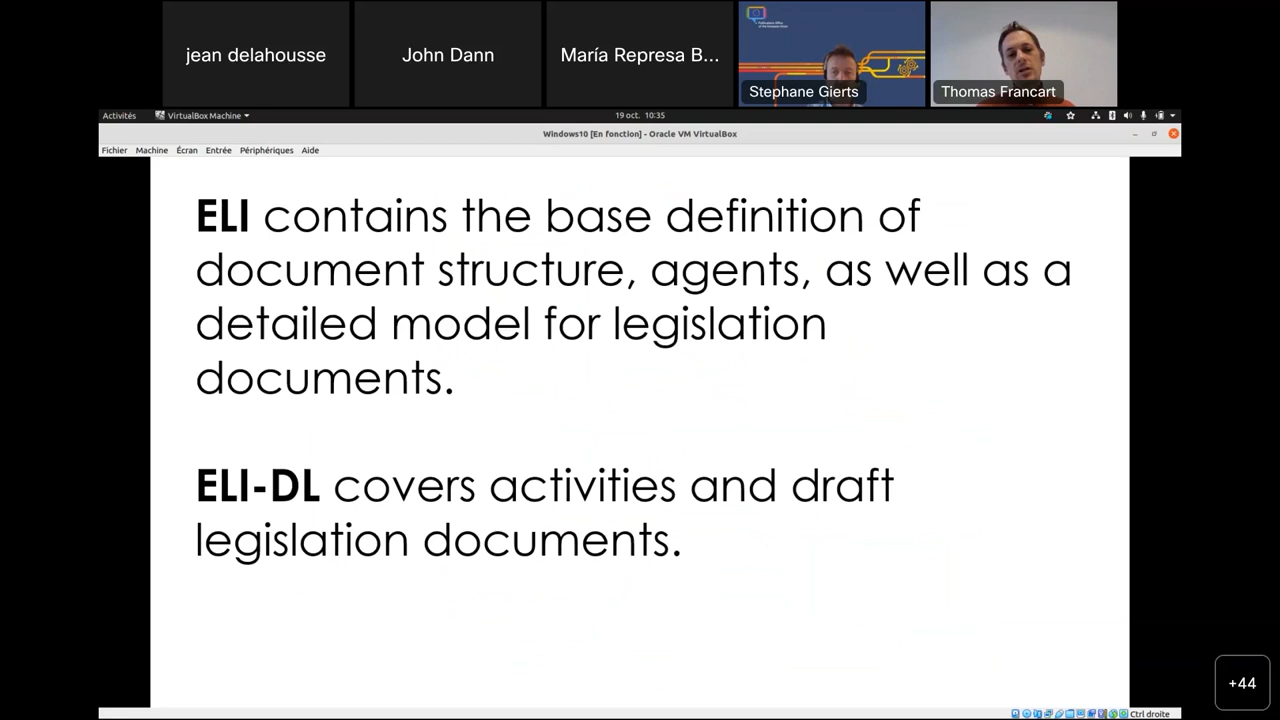 jean delahousse
John Dann
María Represa B...
Stephane Gierts
Thomas Francart
Activités
VirtualBox Machine
19 oct. 10:35
Windows10 [En fonction] - Oracle VM VirtualBox
Fichier Machine Écran Entrée Périphériques Aide
ELI contains the base definition of
document structure, agents, as well as a
detailed model for legislation
documents.
ELI-DL covers activities and draft
legislation documents.
+44
Ctrl droite